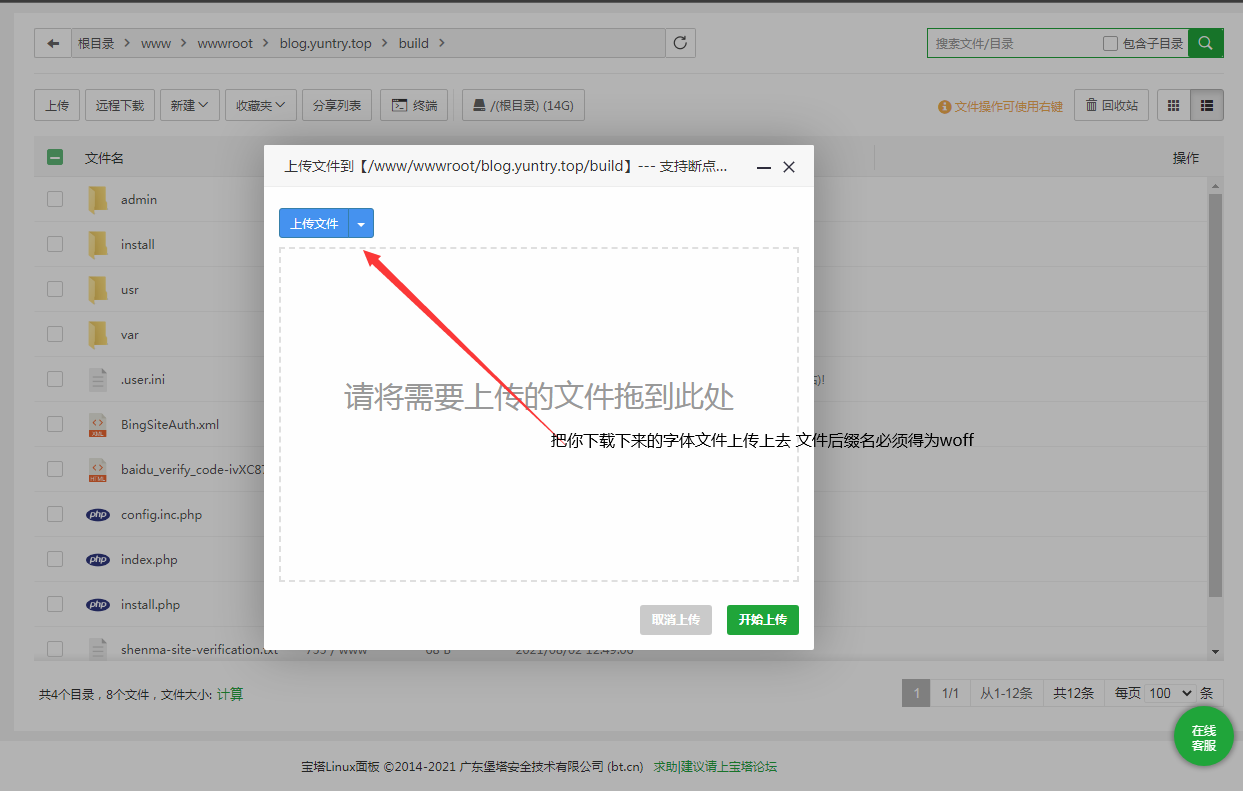 根目录 > www > wwwroot > blog.yuntry.top > build >
搜索文件/目录 包含子目录
上传 远程下载 新建 收藏夹 分享列表 终端 /(根目录) (14G) 文件操作可使用右键 回收站
文件名 操作
上传文件到【/www/wwwroot/blog.yuntry.top/build】--- 支持断点...
admin
上传文件
install
usr
var
.user.ini
请将需要上传的文件拖到此处
BingSiteAuth.xml
把你下载下来的字体文件上传上去 文件后缀名必须得为woff
baidu_verify_code-ivXC87
config.inc.php
index.php
install.php
取消上传 开始上传
shenma-site-verification.txt 755 / www 68 B 2021/08/02 12:49:06
共4个目录，8个文件，文件大小: 计算
1 1/1 从1-12条 共12条 每页 100 条
在线
客服
宝塔Linux面板 ©2014-2021 广东堡塔安全技术有限公司 (bt.cn) 求助|建议请上宝塔论坛